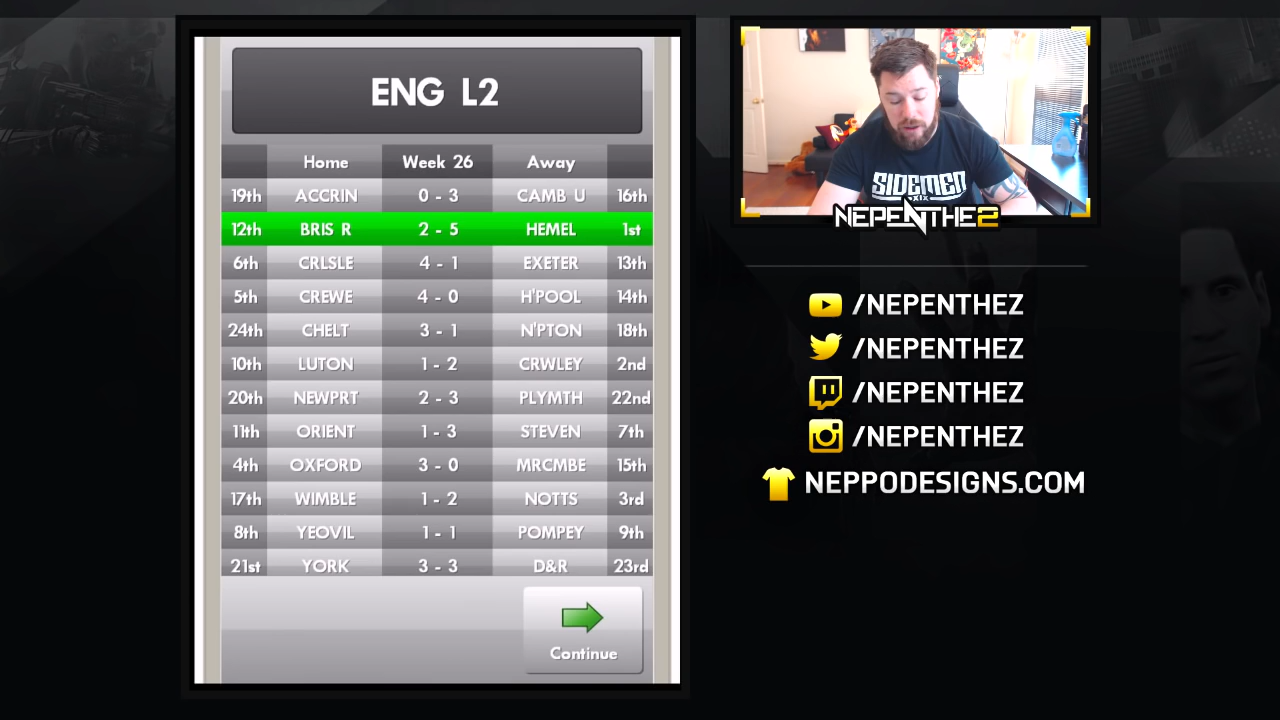 ENG L2
Home Week 26 Away
19th ACCRIN 0 - 3 CAMB U 16th
12th BRIS R 2 - 5 HEMEL 1st
6th CRLSLE 4 - 1 EXETER 13th
5th CREWE 4 - 0 H'POOL 14th
24th CHELT 3 - 1 N'PTON 18th
10th LUTON 1 - 2 CRWLEY 2nd
20th NEWPRT 2 - 3 PLYMTH 22nd
11th ORIENT 1 - 3 STEVEN 7th
4th OXFORD 3 - 0 MRCMBE 15th
17th WIMBLE 1 - 2 NOTTS 3rd
8th YEOVIL 1 - 1 POMPEY 9th
21st YORK 3 - 3 D&R 23rd
Continue
SIDEMEN
XIX
NEPENTHE2
/NEPENTHEZ
/NEPENTHEZ
/NEPENTHEZ
/NEPENTHEZ
NEPPODESIGNS.COM